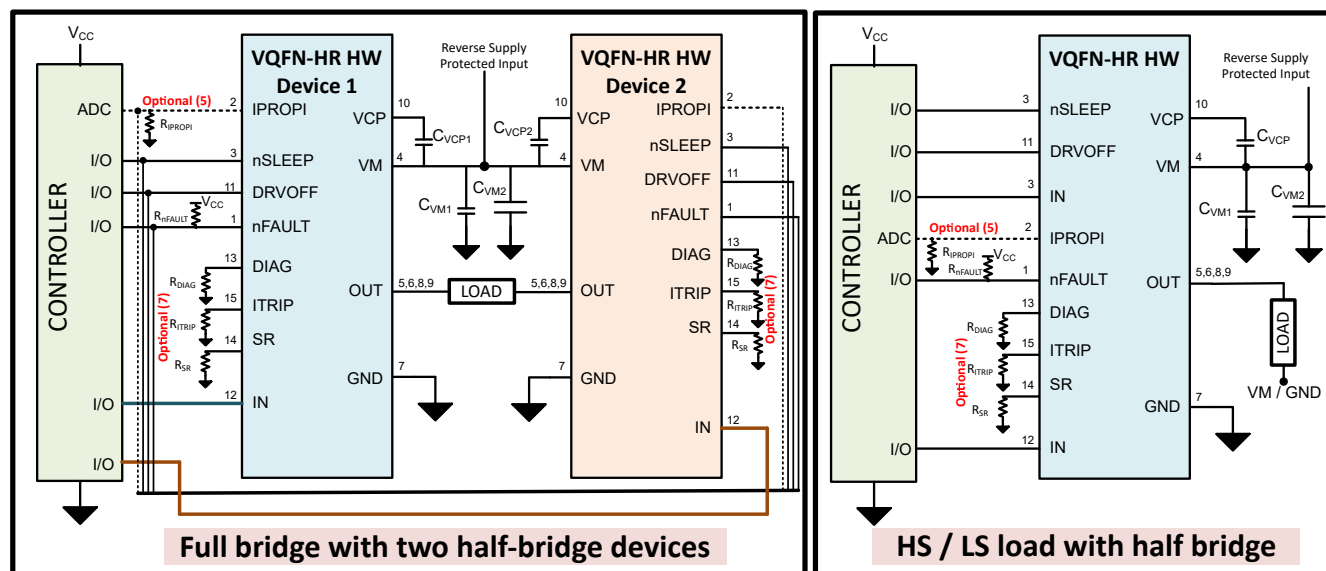 VCC
CONTROLLER
ADC
I/O
I/O
I/O
I/O
I/O
Optional (5)
RIPROPI
VCC
RnFAULT
RDIAG
RITRIP
RSR
Optional (7)
2
3
11
1
13
15
14
12
VQFN-HR HW
Device 1
IPROPI
nSLEEP
DRVOFF
nFAULT
DIAG
ITRIP
SR
IN
VCP
VM
OUT
GND
10
4
5,6,8,9
7
CVCP1
Reverse Supply
Protected Input
CVCP2
CVM1
CVM2
LOAD
10
4
5,6,8,9
7
VQFN-HR HW
Device 2
VCP
VM
OUT
GND
IPROPI
nSLEEP
DRVOFF
nFAULT
DIAG
ITRIP
SR
IN
2
3
11
1
13
15
14
12
RDIAG
RITRIP
RSR
Optional (7)
Full bridge with two half-bridge devices
VCC
CONTROLLER
I/O
I/O
I/O
ADC
I/O
I/O
3
11
3
2
1
13
15
14
12
Optional (5)
RIPROPI
RnFAULT
VCC
RDIAG
RITRIP
RSR
Optional (7)
VQFN-HR HW
nSLEEP
DRVOFF
IN
IPROPI
nFAULT
DIAG
ITRIP
SR
IN
VCP
VM
OUT
GND
10
4
5,6,8,9
7
Reverse Supply
Protected Input
CVCP
CVM1
CVM2
LOAD
VM / GND
HS / LS load with half bridge